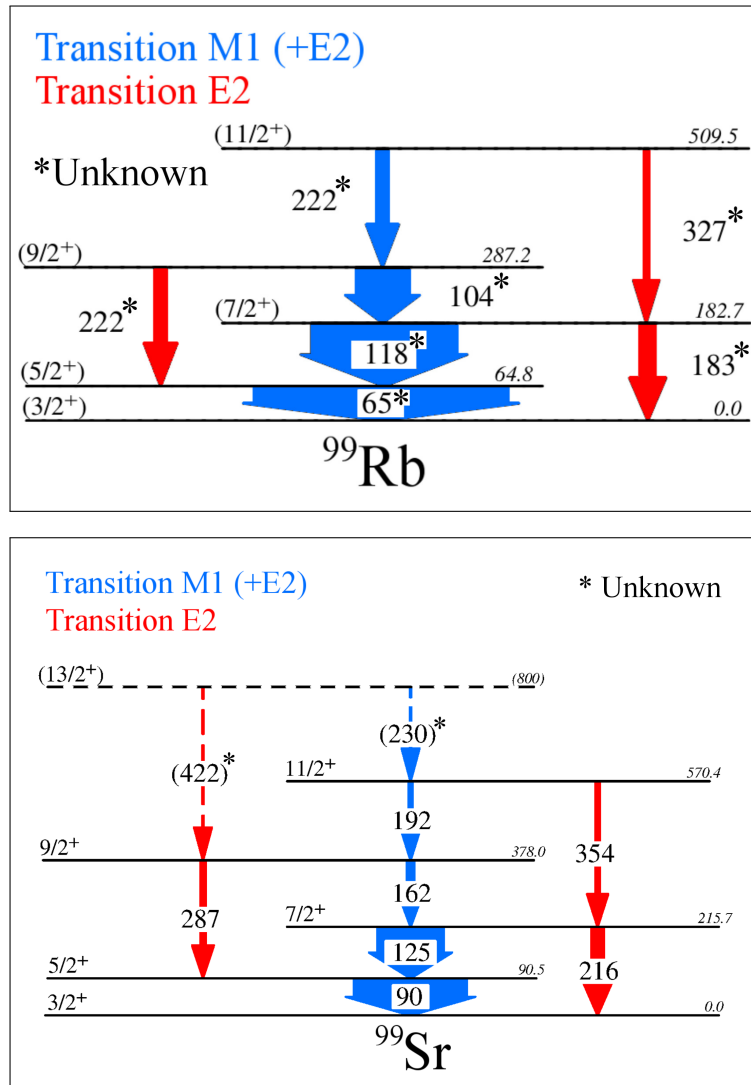 Transition M1 (+E2)
Transition E2
(11/2⁺) 509.5
*Unknown
222* 327*
(9/2⁺) 287.2
222* 104*
(7/2⁺) 182.7
118* 183*
(5/2⁺) 64.8
65*
(3/2⁺) 0.0
⁹⁹Rb
Transition M1 (+E2) * Unknown
Transition E2
(13/2⁺) (800)
(422)* (230)*
11/2⁺ 570.4
192 354
9/2⁺ 378.0
287 162
7/2⁺ 215.7
125 216
5/2⁺ 90.5
90
3/2⁺ 0.0
⁹⁹Sr